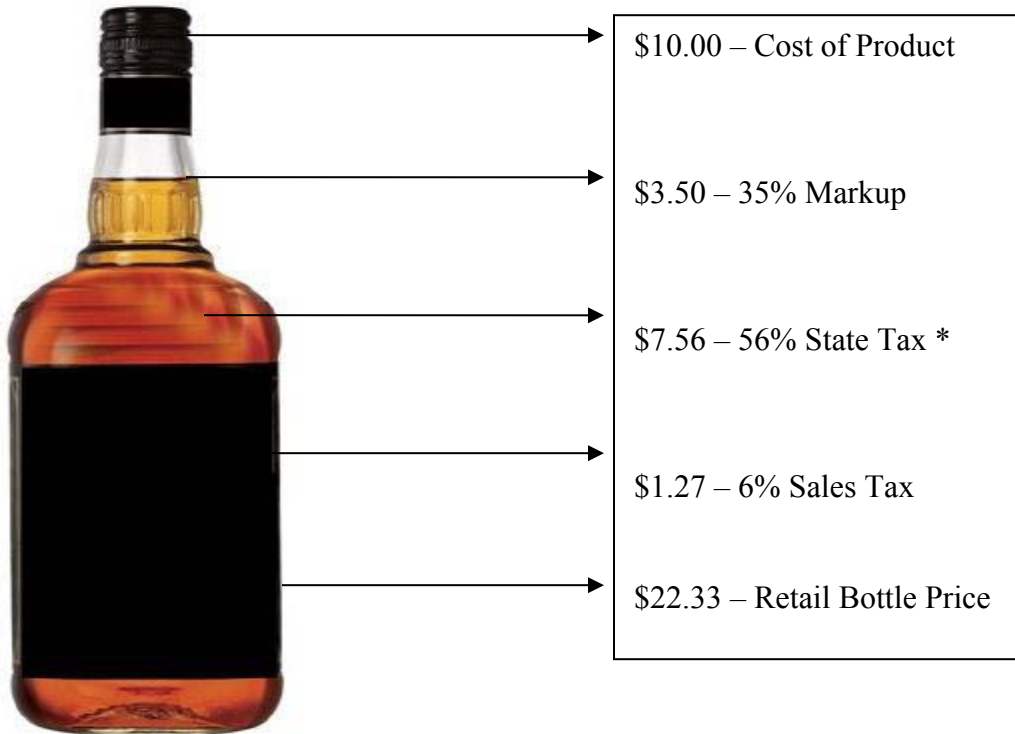 $10.00 – Cost of Product
$3.50 – 35% Markup
$7.56 – 56% State Tax *
$1.27 – 6% Sales Tax
$22.33 – Retail Bottle Price